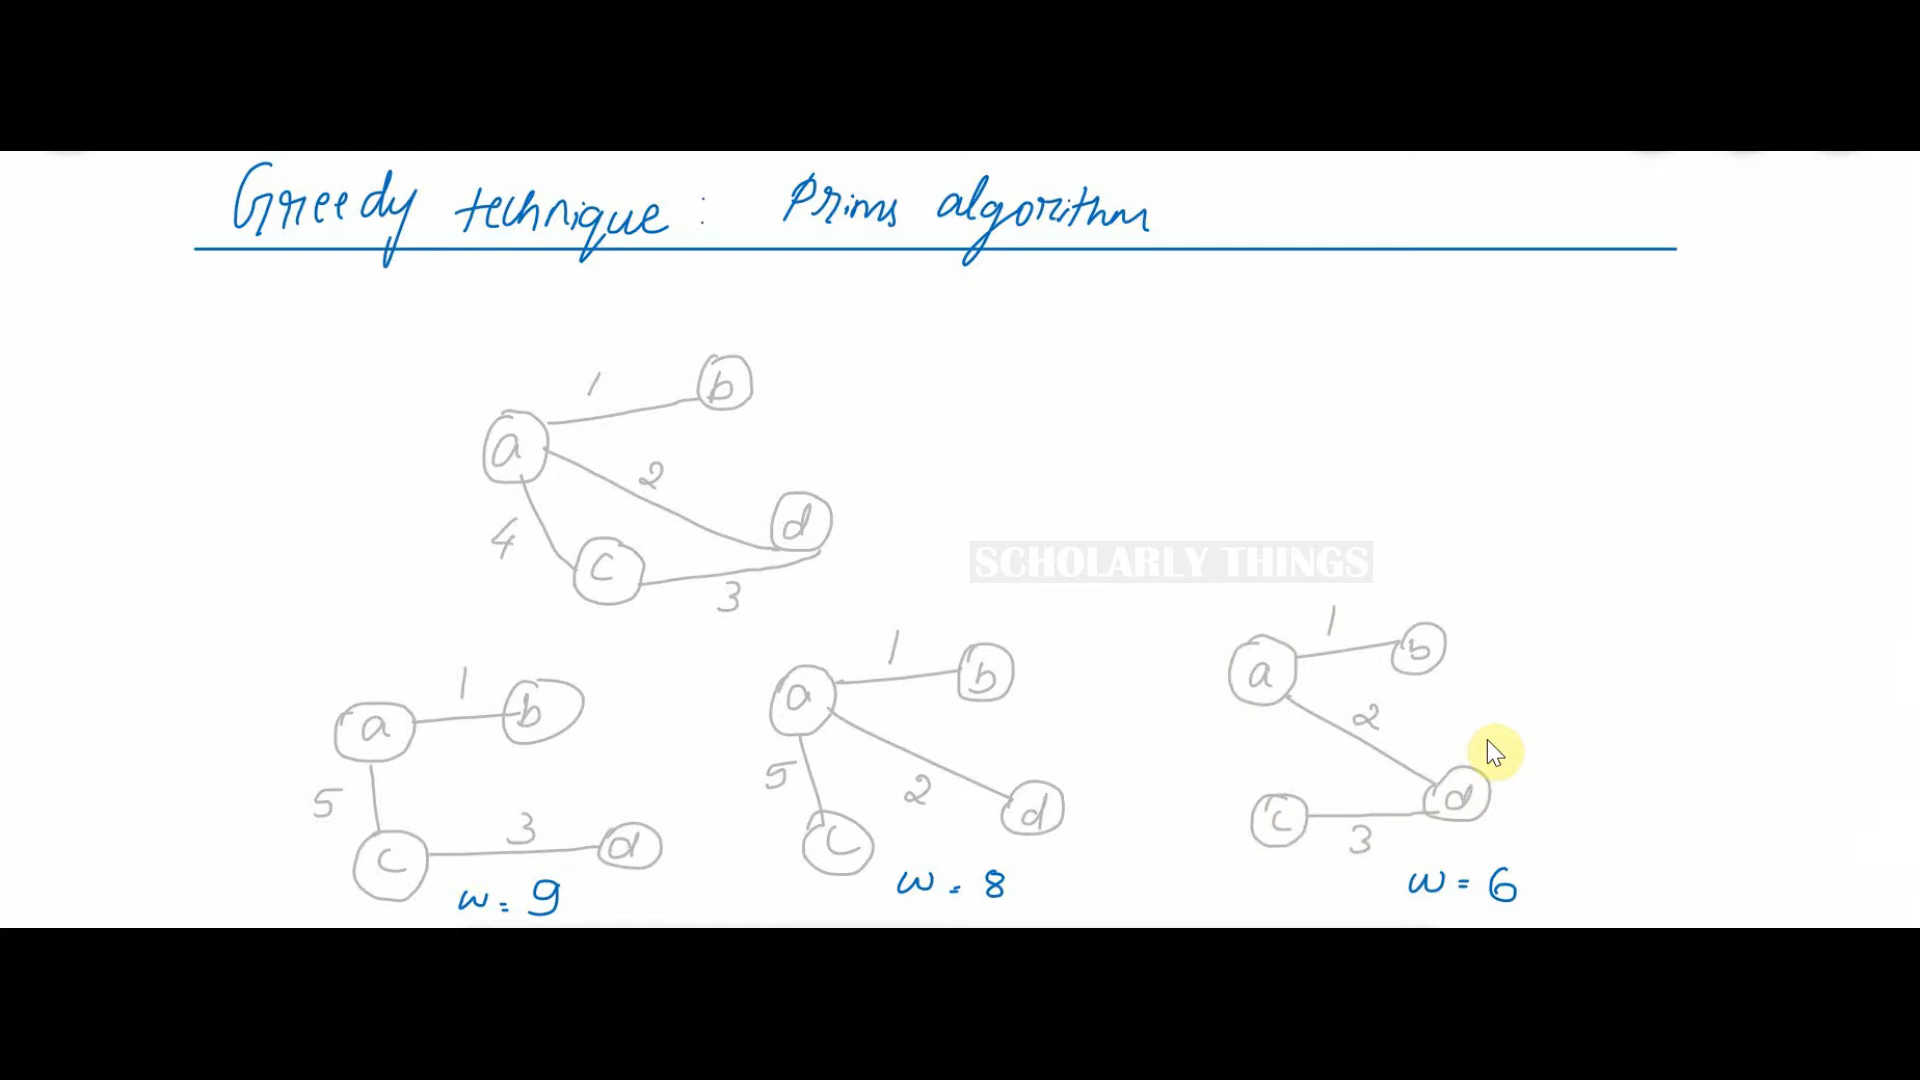 Greedy technique : Prims algorithm
1
b
a
2
d
4
c
3
SCHOLARLY THINGS
a 1 b
5
c 3 d
w = 9
a 1 b
5 2
c d
w = 8
a 1 b
2
c 3 d
w = 6